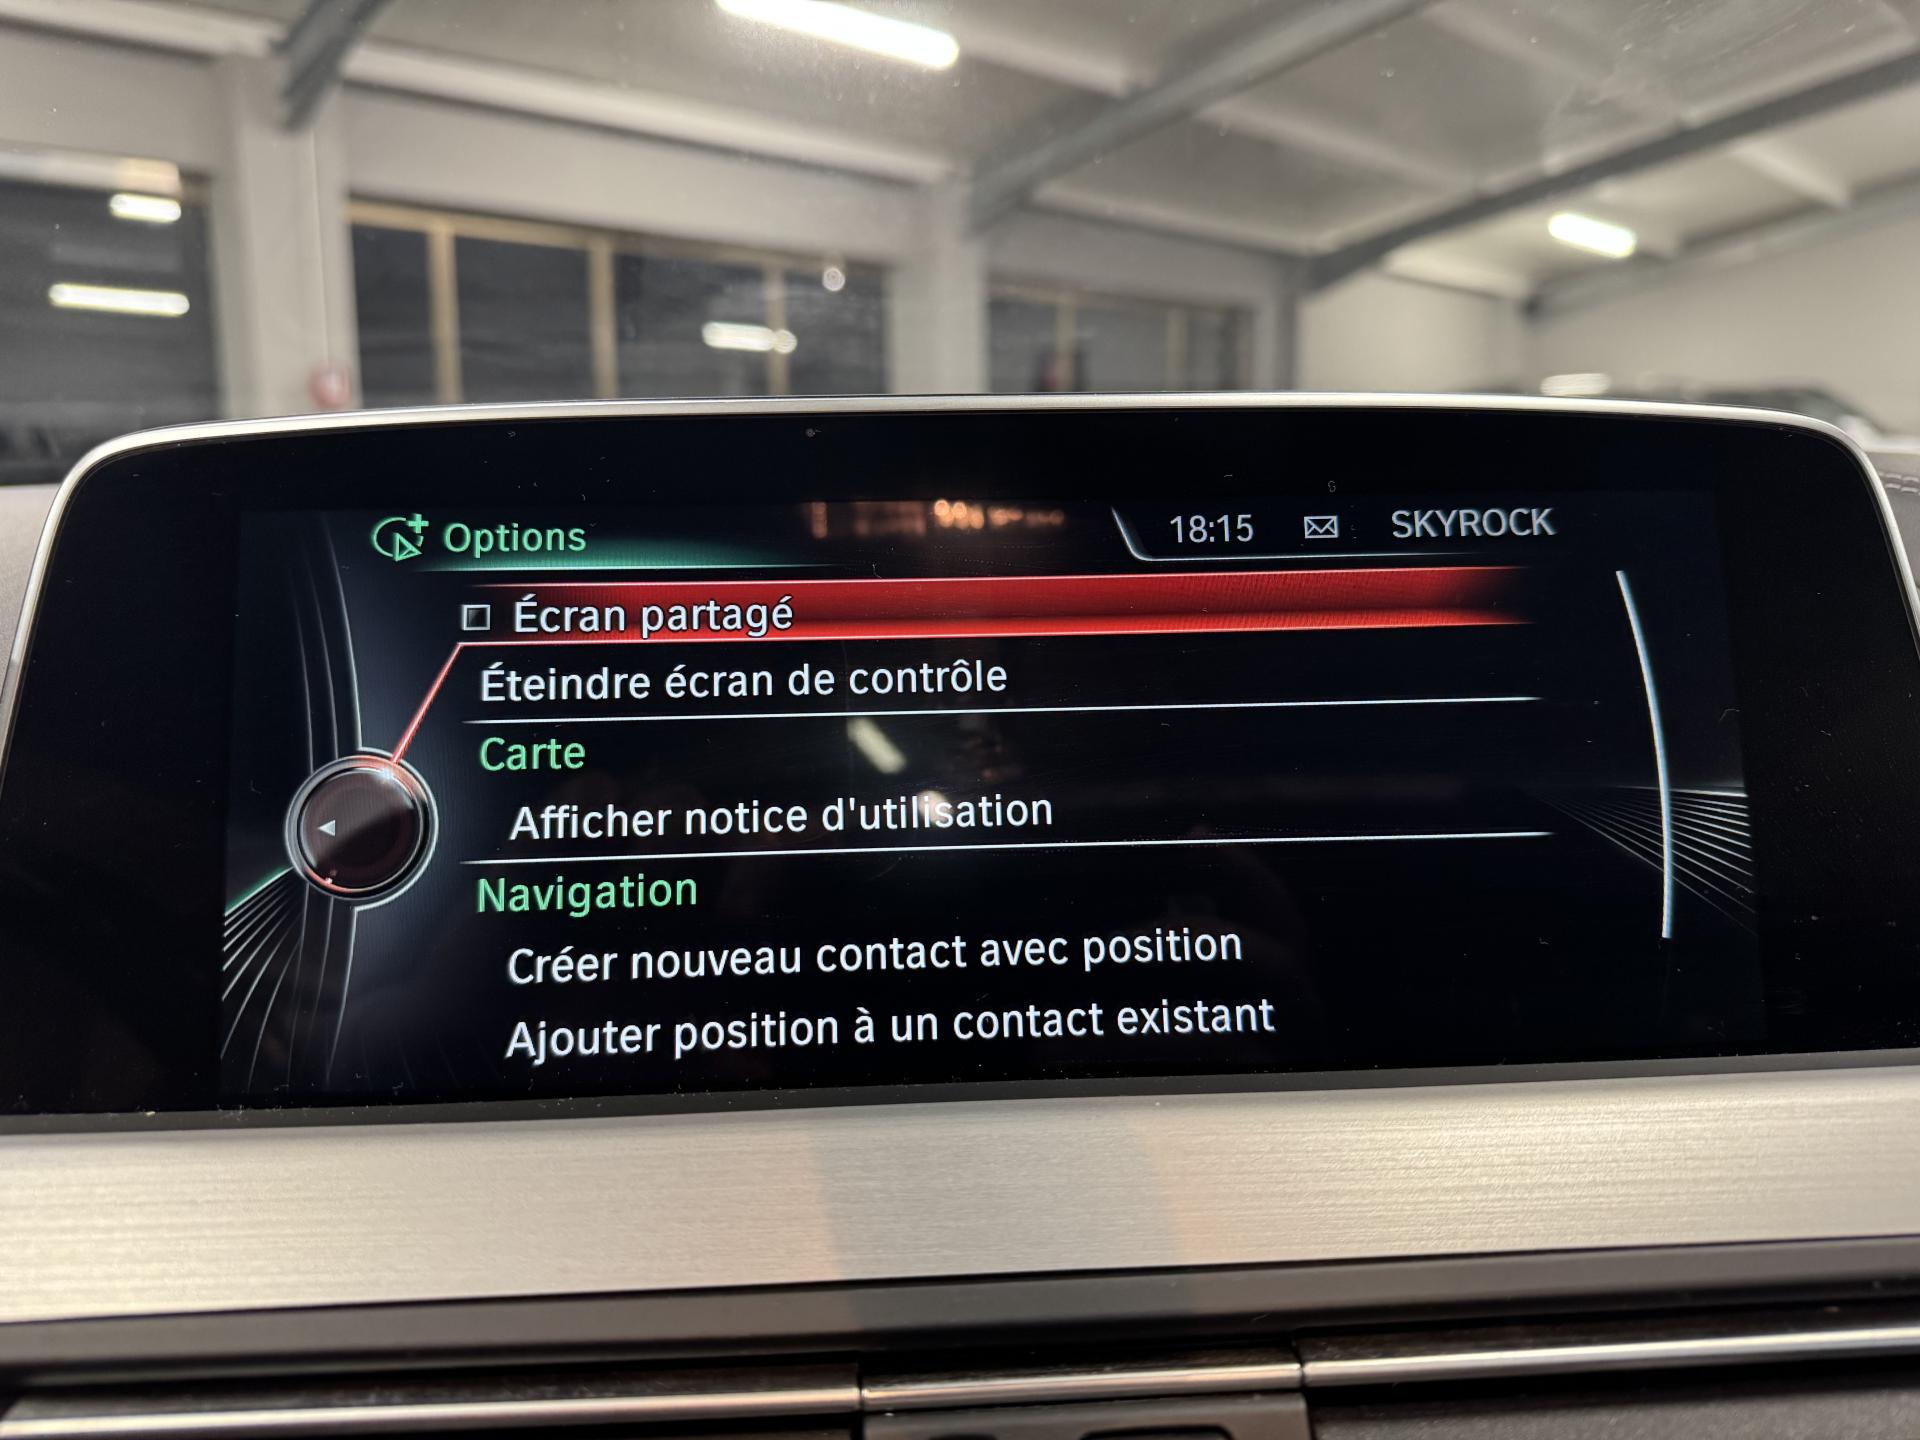 Options
18:15 SKYROCK
Écran partagé
Éteindre écran de contrôle
Carte
Afficher notice d'utilisation
Navigation
Créer nouveau contact avec position
Ajouter position à un contact existant